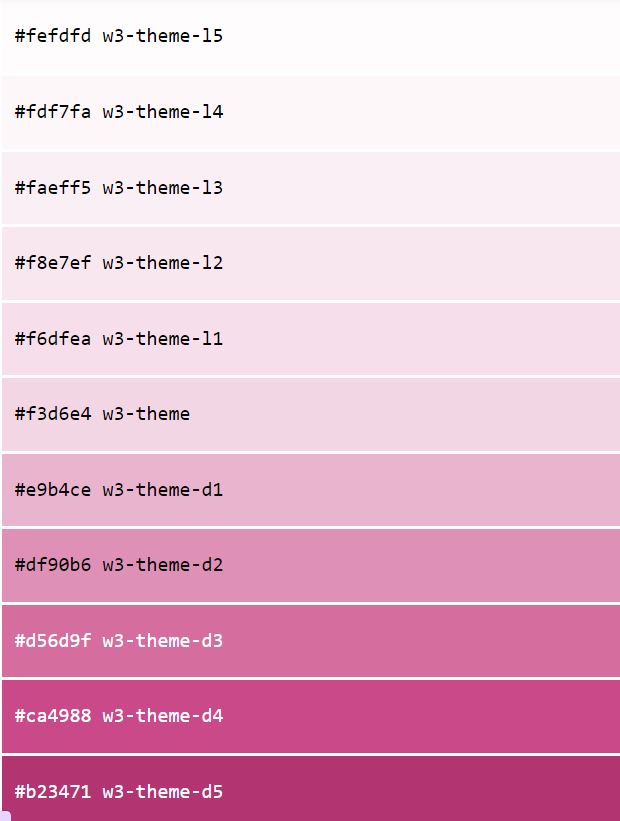 #fefdfd w3-theme-l5
#fdf7fa w3-theme-l4
#faeff5 w3-theme-l3
#f8e7ef w3-theme-l2
#f6dfea w3-theme-l1
#f3d6e4 w3-theme
#e9b4ce w3-theme-d1
#df90b6 w3-theme-d2
#d56d9f w3-theme-d3
#ca4988 w3-theme-d4
#b23471 w3-theme-d5